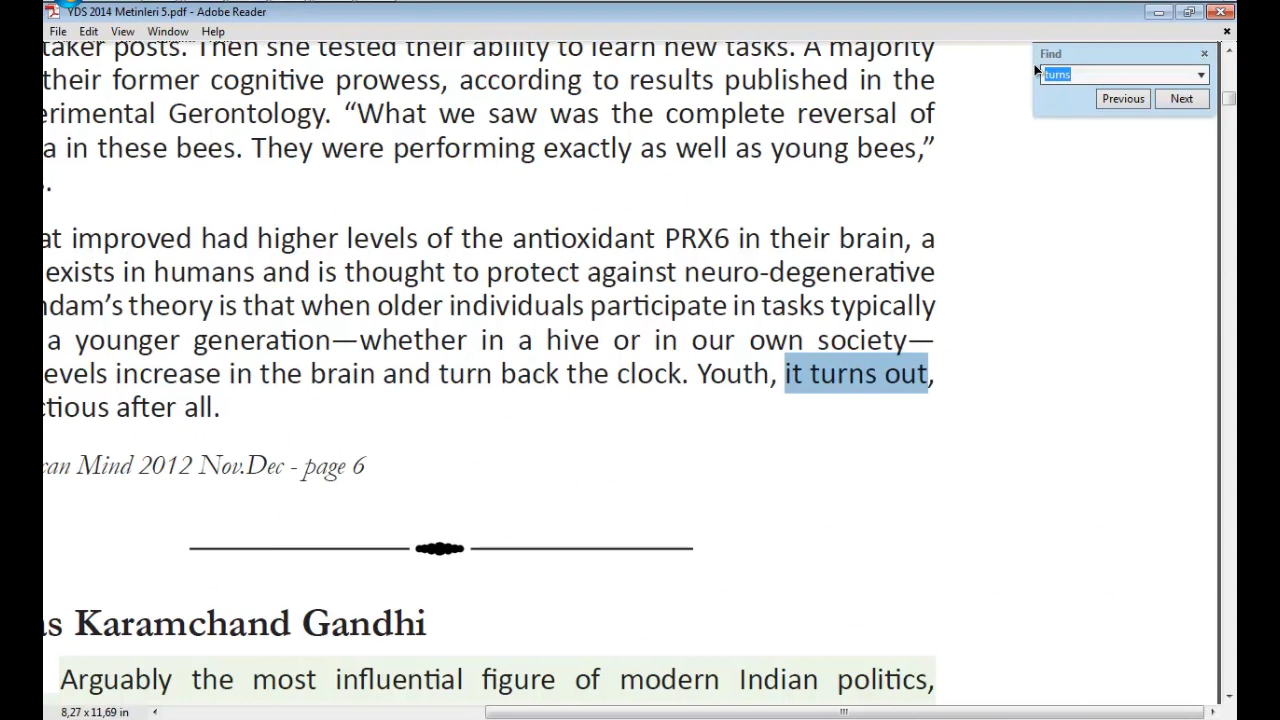 YDS 2014 Metinleri 5.pdf - Adobe Reader
File Edit View Window Help
Find
turns
Previous Next
taker posts. Then she tested their ability to learn new tasks. A majority
their former cognitive prowess, according to results published in the
erimental Gerontology. “What we saw was the complete reversal of
a in these bees. They were performing exactly as well as young bees,”
s.
at improved had higher levels of the antioxidant PRX6 in their brain, a
exists in humans and is thought to protect against neuro-degenerative
ndam’s theory is that when older individuals participate in tasks typically
a younger generation—whether in a hive or in our own society—
evels increase in the brain and turn back the clock. Youth, it turns out,
ctious after all.
can Mind 2012 Nov.Dec - page 6
as Karamchand Gandhi
Arguably the most influential figure of modern Indian politics,
8,27 x 11,69 in